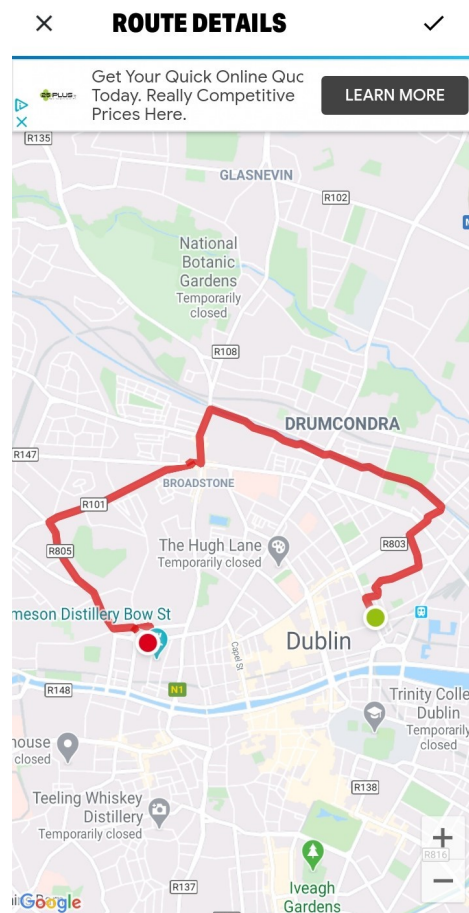 ROUTE DETAILS
25PLUS
Get Your Quick Online Quo
Today. Really Competitive
Prices Here.
LEARN MORE
R135
GLASNEVIN
R102
N
National
Botanic
Gardens
Temporarily
closed
R108
DRUMCONDRA
R147
BROADSTONE
R101
The Hugh Lane
Temporarily closed
R803
R805
meson Distillery Bow St
Dublin
Capel St
R148
N1
Trinity Colle
Dublin
Temporarily
closed
house
closed
R138
Teeling Whiskey
Distillery
Temporarily closed
+
R816
−
R137
Iveagh
Gardens
Google